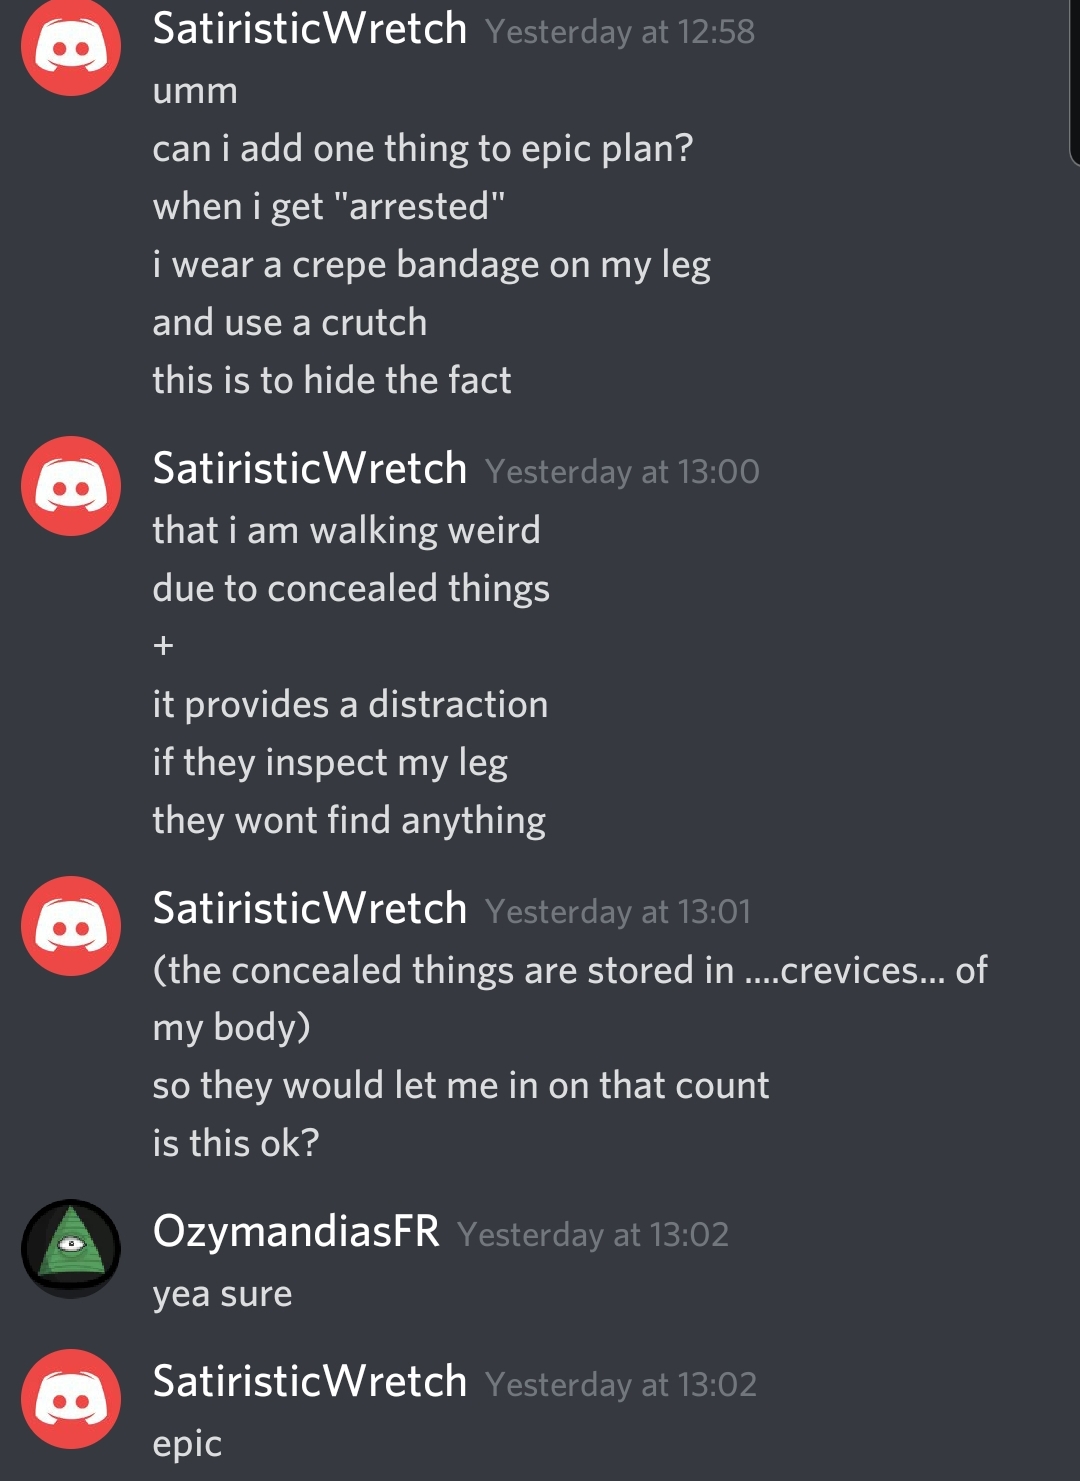 SatiristicWretch Yesterday at 12:58
umm
can i add one thing to epic plan?
when i get "arrested"
i wear a crepe bandage on my leg
and use a crutch
this is to hide the fact
SatiristicWretch Yesterday at 13:00
that i am walking weird
due to concealed things
+
it provides a distraction
if they inspect my leg
they wont find anything
SatiristicWretch Yesterday at 13:01
(the concealed things are stored in ....crevices... of
my body)
so they would let me in on that count
is this ok?
OzymandiasFR Yesterday at 13:02
yea sure
SatiristicWretch Yesterday at 13:02
epic